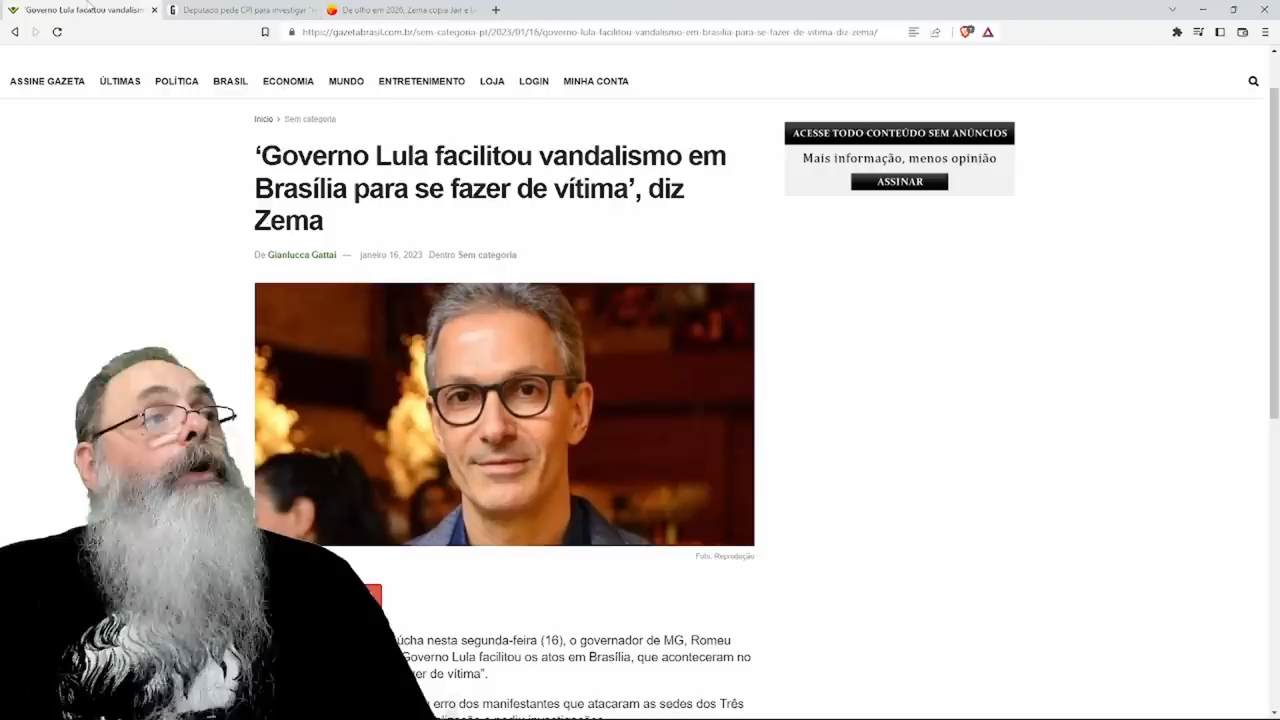 'Governo Lula facilitou vandalism
Deputado pede CPI para investigar
De olho em 2026, Zema copia Jair e
https://gazetabrasil.com.br/sem-categoria-pt/2023/01/16/governo-lula-facilitou-vandalismo-em-brasilia-para-se-fazer-de-vitima-diz-zema/
ASSINE GAZETA ÚLTIMAS POLÍTICA BRASIL ECONOMIA MUNDO ENTRETENIMENTO LOJA LOGIN MINHA CONTA
Início > Sem categoria
‘Governo Lula facilitou vandalismo em
Brasília para se fazer de vítima’, diz
Zema
De Gianlucca Gattai — janeiro 16, 2023 Dentro Sem categoria
ACESSE TODO CONTEÚDO SEM ANÚNCIOS
Mais informação, menos opinião
ASSINAR
Foto: Reprodução
úcha nesta segunda-feira (16), o governador de MG, Romeu
Governo Lula facilitou os atos em Brasília, que aconteceram no
er de vítima”.
erro dos manifestantes que atacaram as sedes dos Três